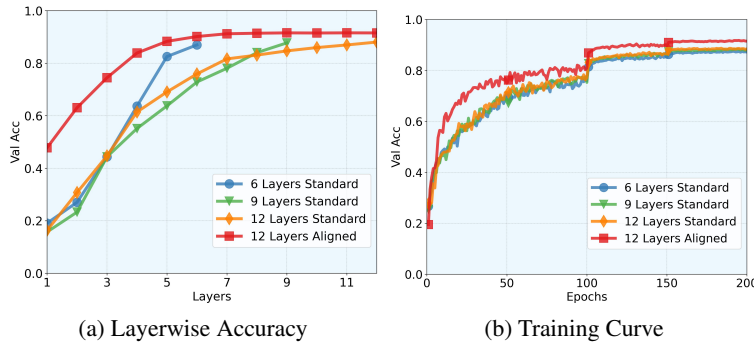 1.0
0.8
0.6
0.4
0.2
0.0
Val Acc
1 3 5 7 9 11
Layers
6 Layers Standard
9 Layers Standard
12 Layers Standard
12 Layers Aligned
(a) Layerwise Accuracy
1.0
0.8
0.6
0.4
0.2
0.0
Val Acc
0 50 100 150 200
Epochs
6 Layers Standard
9 Layers Standard
12 Layers Standard
12 Layers Aligned
(b) Training Curve